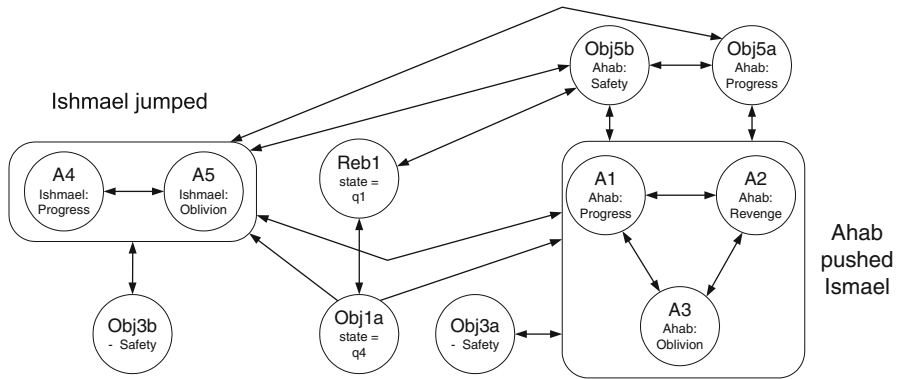 Obj5b
Ahab:
Safety
Obj5a
Ahab:
Progress
Ishmael jumped
A4
Ishmael:
Progress
A5
Ishmael:
Oblivion
Reb1
state =
q1
A1
Ahab:
Progress
A2
Ahab:
Revenge
Ahab
pushed
Ismael
Obj3b
- Safety
Obj1a
state =
q4
Obj3a
- Safety
A3
Ahab:
Oblivion